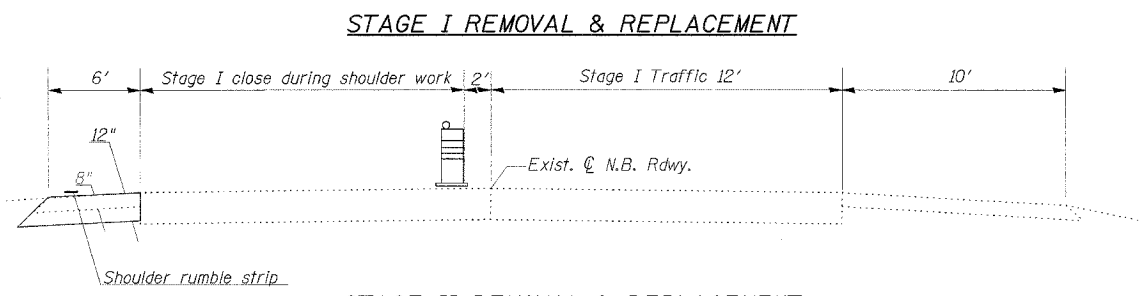 STAGE I REMOVAL & REPLACEMENT
6' Stage I close during shoulder work 2' Stage I Traffic 12' 10'
12"
8"
Exist. ℄ N.B. Rdwy.
Shoulder rumble strip